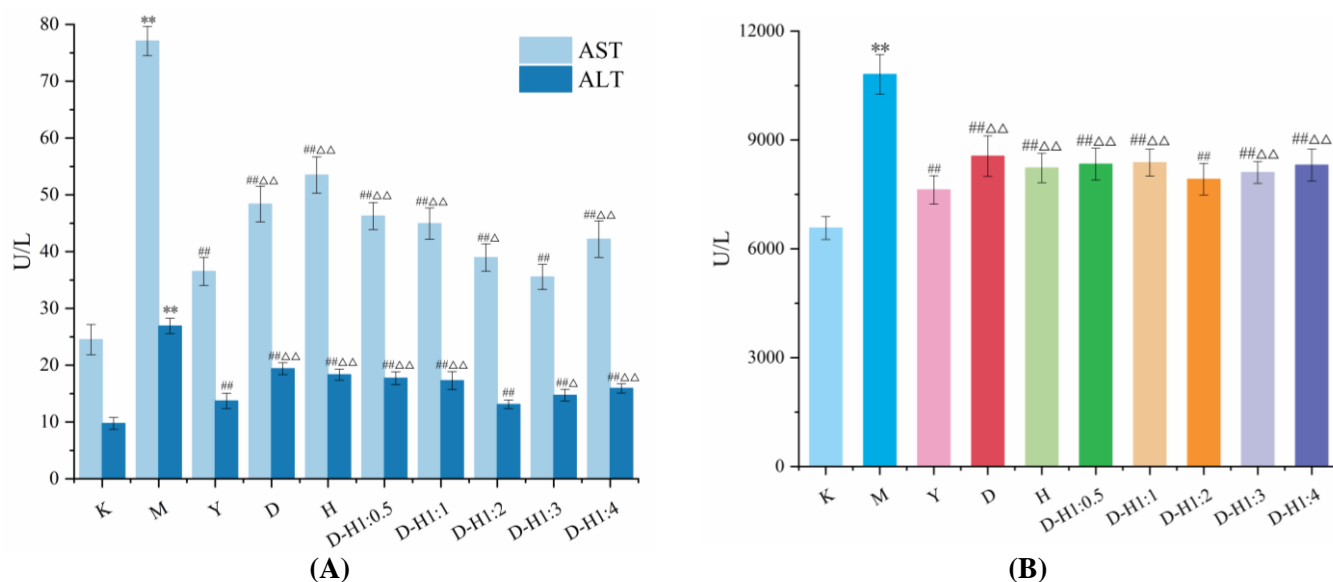 80
70
60
50
40
30
20
10
0
U/L
AST
ALT
**
**
##
##
##△△
##△△
##△△
##△△
##△△
##△△
##△△
##△△
##△
##
##
##△
##△△
##△△
K
M
Y
D
H
D-H1:0.5
D-H1:1
D-H1:2
D-H1:3
D-H1:4
(A)
12000
9000
6000
3000
0
U/L
**
##
##△△
##△△
##△△
##△△
##
##△△
##△△
K
M
Y
D
H
D-H1:0.5
D-H1:1
D-H1:2
D-H1:3
D-H1:4
(B)